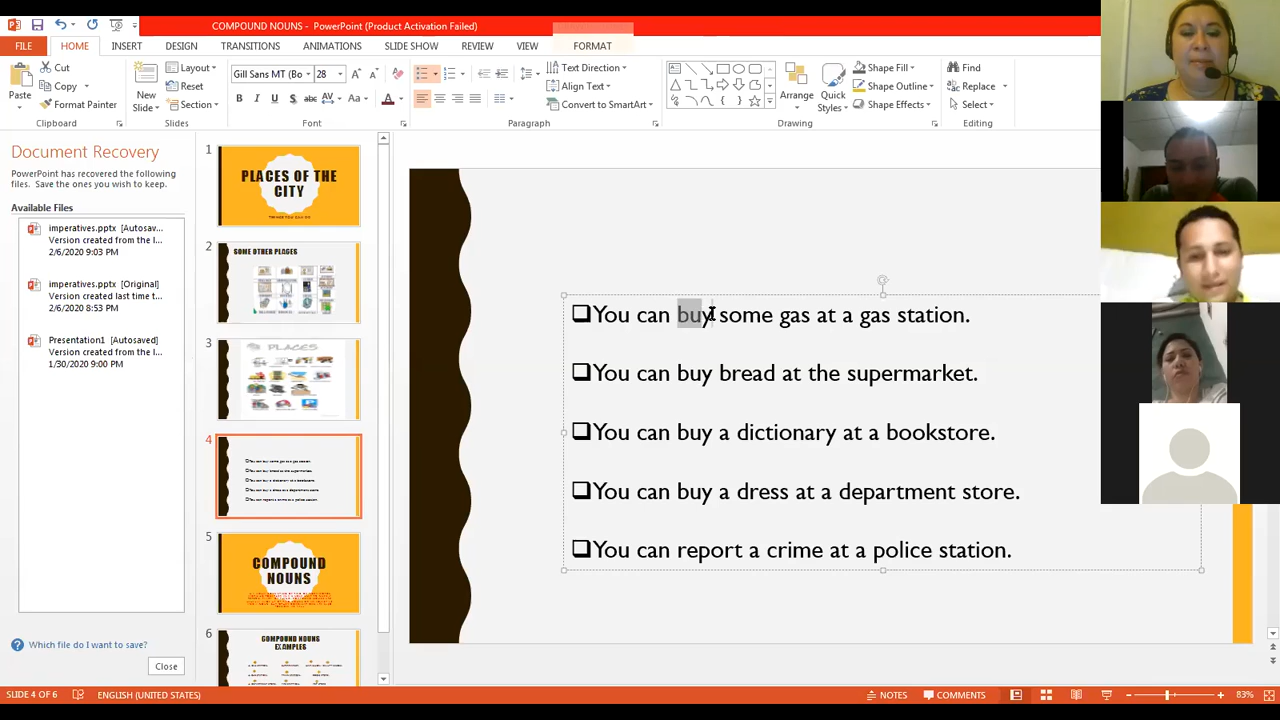 COMPOUND NOUNS - PowerPoint (Product Activation Failed)
FILE HOME INSERT DESIGN TRANSITIONS ANIMATIONS SLIDE SHOW REVIEW VIEW FORMAT
Cut
Copy
Format Painter
Paste
Clipboard
New
Slide
Layout
Reset
Section
Slides
Gill Sans MT (Bo 28
Font
Text Direction
Align Text
Convert to SmartArt
Paragraph
Arrange
Quick
Styles
Shape Fill
Shape Outline
Shape Effects
Drawing
Find
Replace
Select
Editing
Document Recovery
PowerPoint has recovered the following
files. Save the ones you wish to keep.
Available Files
imperatives.pptx [Autosav...
Version created from the l...
2/6/2020 9:03 PM
imperatives.pptx [Original]
Version created last time t...
2/6/2020 8:53 PM
Presentation1 [Autosaved]
Version created from the l...
1/30/2020 9:00 PM
Which file do I want to save?
Close
1
PLACES OF THE
CITY
2
SOME OTHER PLACES
3
PLACES
4
5
COMPOUND
NOUNS
6
COMPOUND NOUNS
EXAMPLES
You can buy some gas at a gas station.
You can buy bread at the supermarket.
You can buy a dictionary at a bookstore.
You can buy a dress at a department store.
You can report a crime at a police station.
SLIDE 4 OF 6 ENGLISH (UNITED STATES) NOTES COMMENTS 83%